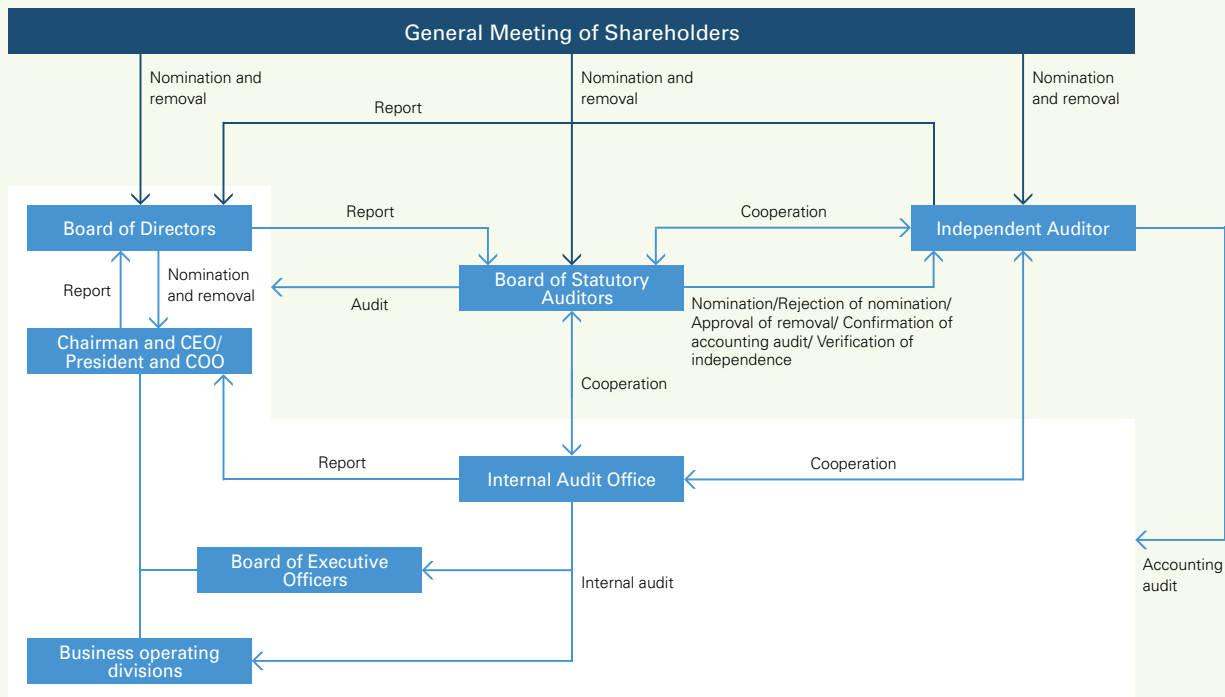 General Meeting of Shareholders
Nomination and
removal
Nomination and
removal
Nomination
and removal
Report
Board of Directors
Report
Cooperation
Independent Auditor
Report
Nomination
and removal
Audit
Board of Statutory
Auditors
Nomination/Rejection of nomination/
Approval of removal/ Confirmation of
accounting audit/ Verification of
independence
Chairman and CEO/
President and COO
Cooperation
Report
Internal Audit Office
Cooperation
Board of Executive
Officers
Internal audit
Accounting
audit
Business operating
divisions